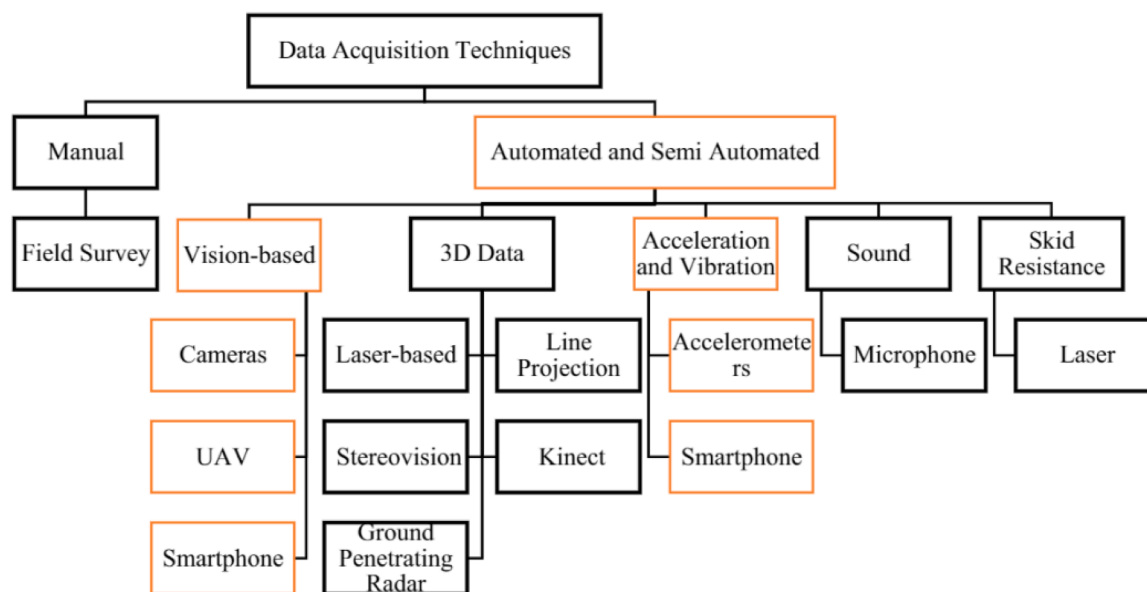 Data Acquisition Techniques
Manual
Automated and Semi Automated
Field Survey
Vision-based
3D Data
Acceleration
and Vibration
Sound
Skid
Resistance
Cameras
Laser-based
Line
Projection
Acceleromete
rs
Microphone
Laser
UAV
Stereovision
Kinect
Smartphone
Smartphone
Ground
Penetrating
Radar